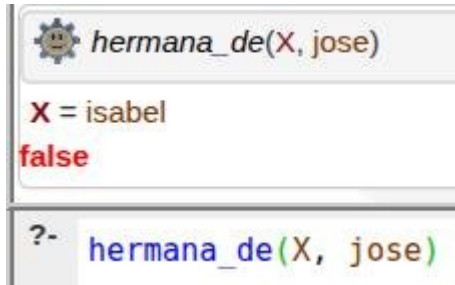 hermana_de(X, jose)
X = isabel
false
?- hermana_de(X, jose)